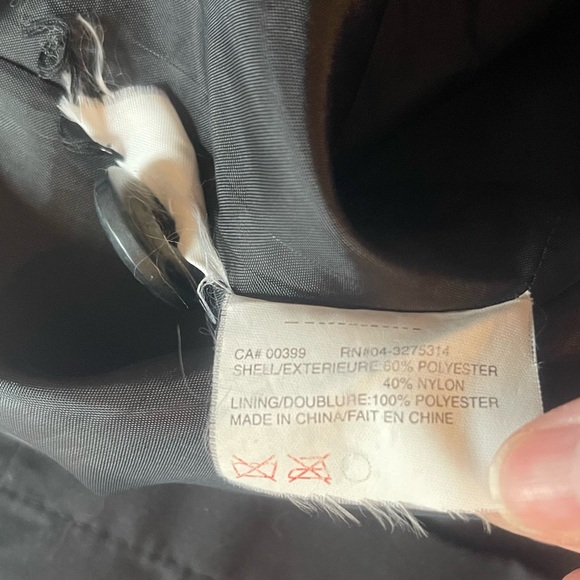 CA# 00399 RN#04-3275314
SHELL/EXTERIEURE:60% POLYESTER
40% NYLON
LINING/DOUBLURE:100% POLYESTER
MADE IN CHINA/FAIT EN CHINE